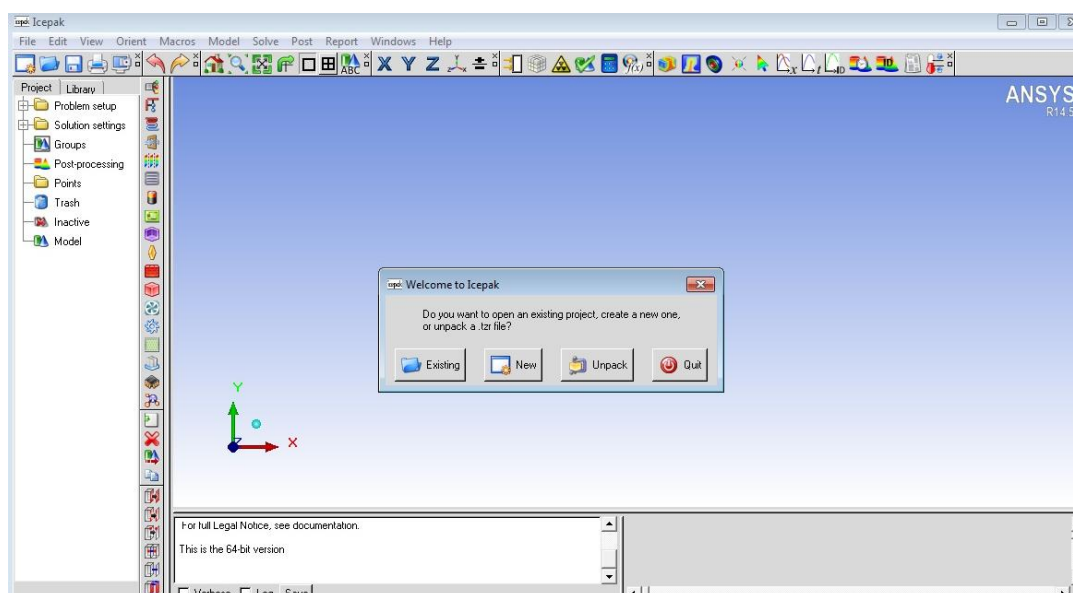 Icepak
File Edit View Orient Macros Model Solve Post Report Windows Help
Project Library
Problem setup
Solution settings
Groups
Post-processing
Points
Trash
Inactive
Model
ABC X Y Z
ANSYS
R14.5
Welcome to Icepak
Do you want to open an existing project, create a new one,
or unpack a .tzr file?
Existing New Unpack Quit
Y
Z X
For full Legal Notice, see documentation.
This is the 64-bit version
Verbose Log Save